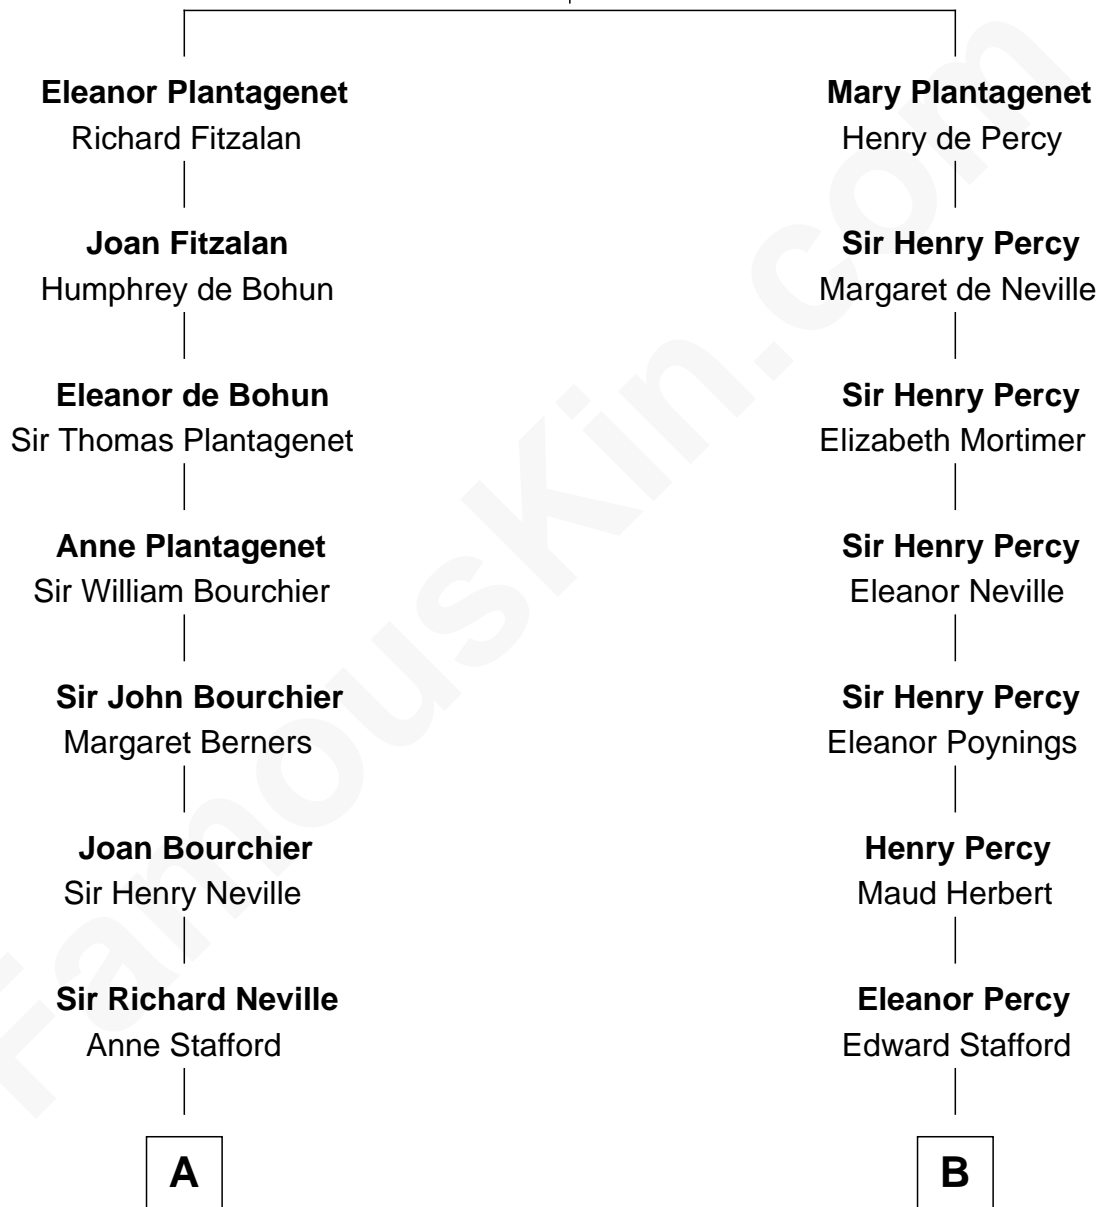 Eleanor Plantagenet
Richard Fitzalan
Joan Fitzalan
Humphrey de Bohun
Eleanor de Bohun
Sir Thomas Plantagenet
Anne Plantagenet
Sir William Bourchier
Sir John Bourchier
Margaret Berners
Joan Bourchier
Sir Henry Neville
Sir Richard Neville
Anne Stafford
A
Mary Plantagenet
Henry de Percy
Sir Henry Percy
Margaret de Neville
Sir Henry Percy
Elizabeth Mortimer
Sir Henry Percy
Eleanor Neville
Sir Henry Percy
Eleanor Poynings
Henry Percy
Maud Herbert
Eleanor Percy
Edward Stafford
B
FamousKin.com